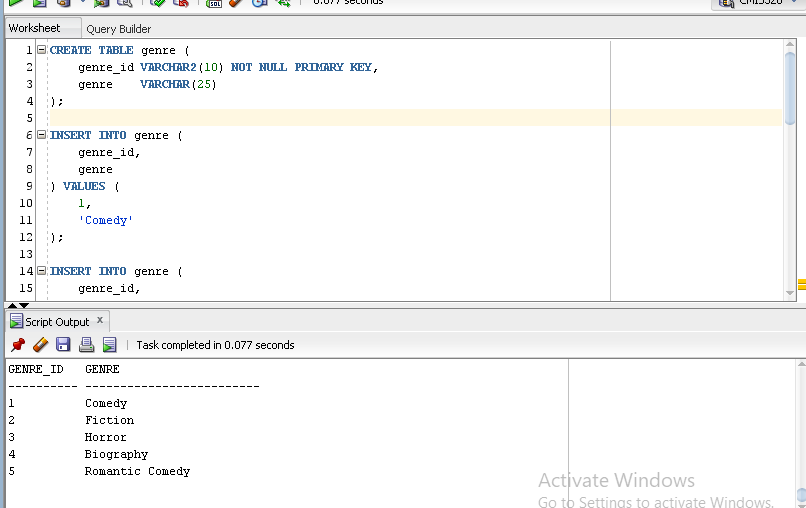 0.077 seconds
Worksheet Query Builder
1 CREATE TABLE genre (
2 genre_id VARCHAR2(10) NOT NULL PRIMARY KEY,
3 genre VARCHAR(25)
4 );
5
6 INSERT INTO genre (
7 genre_id,
8 genre
9 ) VALUES (
10 1,
11 'Comedy'
12 );
13
14 INSERT INTO genre (
15 genre_id,
Script Output x
Task completed in 0.077 seconds
GENRE_ID GENRE
---------- -------------------------
1 Comedy
2 Fiction
3 Horror
4 Biography
5 Romantic Comedy
Activate Windows
Go to Settings to activate Windows.